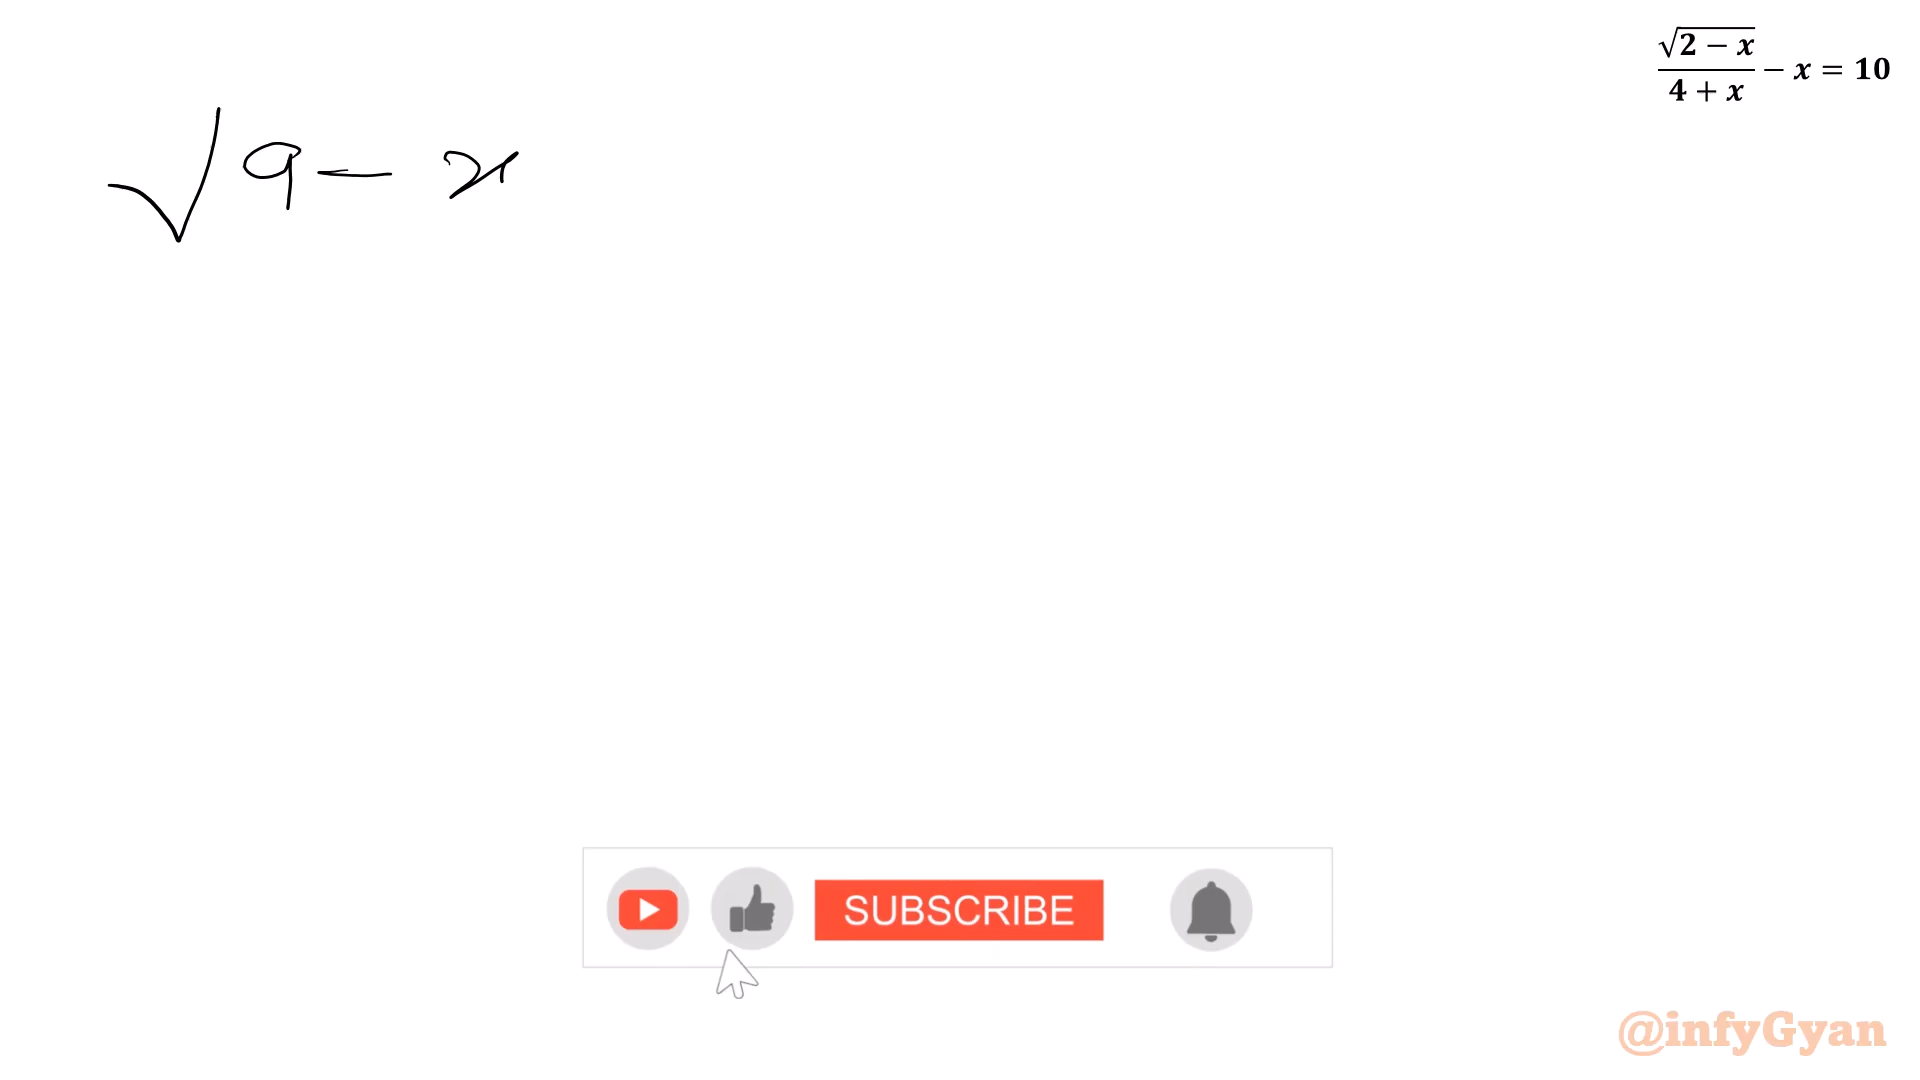 √(2 − x)/(4 + x) − x = 10
√9 − x
SUBSCRIBE
@infyGyan